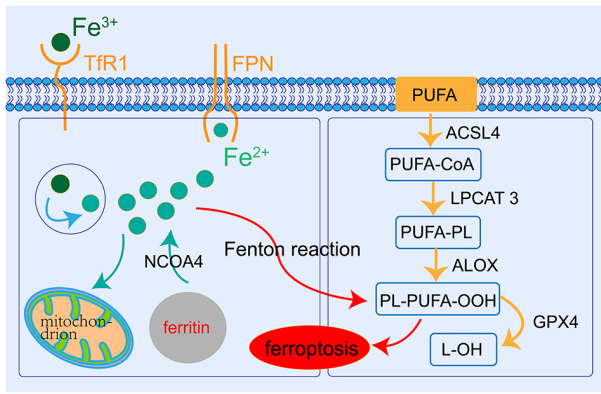 Fe3+
TfR1
FPN
PUFA
Fe2+
ACSL4
PUFA-CoA
LPCAT 3
PUFA-PL
ALOX
Fenton reaction
NCOA4
PL-PUFA-OOH
GPX4
mitochon-
drion
ferritin
ferroptosis
L-OH